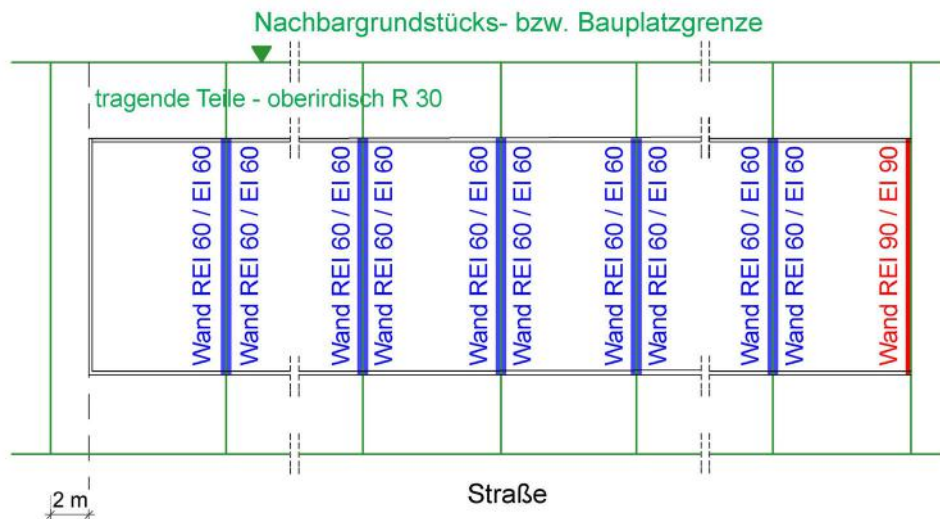 Nachbargrundstücks- bzw. Bauplatzgrenze
tragende Teile - oberirdisch R 30
Wand REI 60 / EI 60
Wand REI 60 / EI 60
Wand REI 60 / EI 60
Wand REI 60 / EI 60
Wand REI 60 / EI 60
Wand REI 60 / EI 60
Wand REI 60 / EI 60
Wand REI 60 / EI 60
Wand REI 60 / EI 60
Wand REI 60 / EI 60
Wand REI 90 / EI 90
2 m
Straße